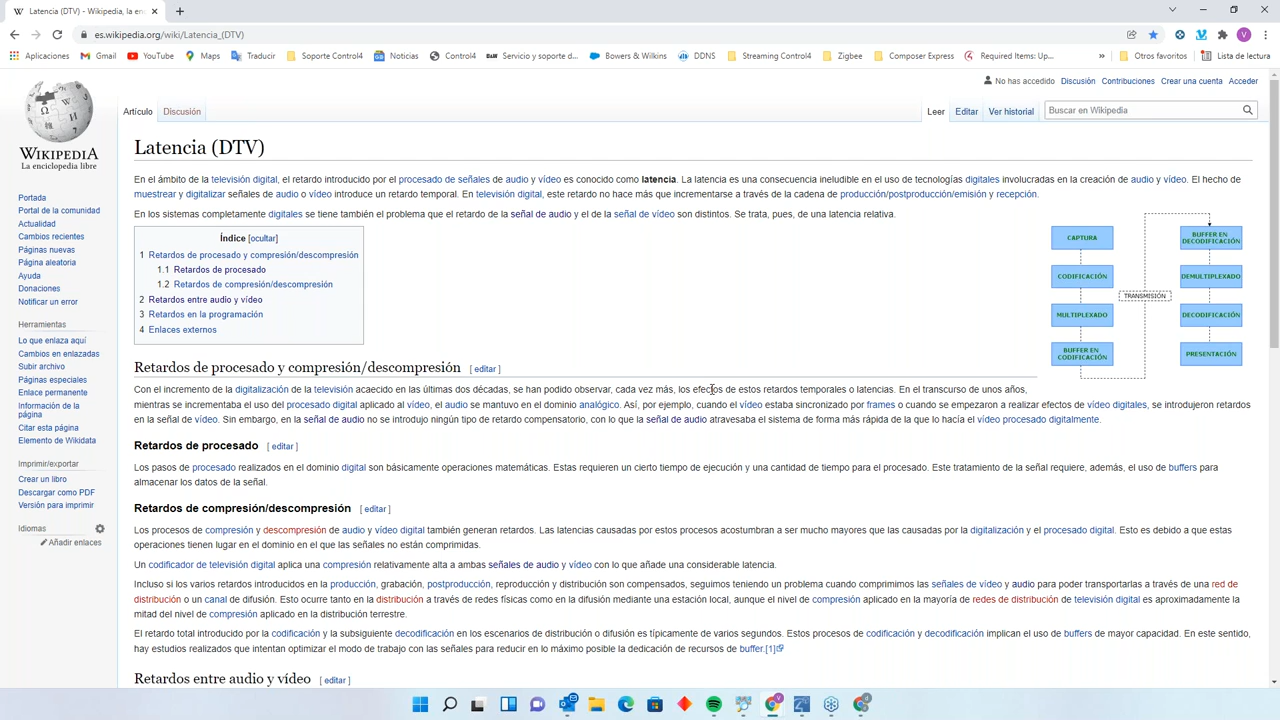 Latencia (DTV) - Wikipedia, la enc
es.wikipedia.org/wiki/Latencia_(DTV)
Aplicaciones Gmail YouTube Maps Traducir Soporte Control4 Noticias Control4 Servicio y soporte d... Bowers & Wilkins DDNS Streaming Control4 Zigbee Composer Express Required Items: Up... » Otros favoritos Lista de lectura
No has accedido Discusión Contribuciones Crear una cuenta Acceder
Artículo Discusión Leer Editar Ver historial Buscar en Wikipedia
WIKIPEDIA
La enciclopedia libre
Portada
Portal de la comunidad
Actualidad
Cambios recientes
Páginas nuevas
Página aleatoria
Ayuda
Donaciones
Notificar un error
Herramientas
Lo que enlaza aquí
Cambios en enlazadas
Subir archivo
Páginas especiales
Enlace permanente
Información de la
página
Citar esta página
Elemento de Wikidata
Imprimir/exportar
Crear un libro
Descargar como PDF
Versión para imprimir
Idiomas
Añadir enlaces
Latencia (DTV)
En el ámbito de la televisión digital, el retardo introducido por el procesado de señales de audio y vídeo es conocido como latencia. La latencia es una consecuencia ineludible en el uso de tecnologías digitales involucradas en la creación de audio y vídeo. El hecho de
muestrear y digitalizar señales de audio o vídeo introduce un retardo temporal. En televisión digital, este retardo no hace más que incrementarse a través de la cadena de producción/postproducción/emisión y recepción.
En los sistemas completamente digitales se tiene también el problema que el retardo de la señal de audio y el de la señal de vídeo son distintos. Se trata, pues, de una latencia relativa.
Índice [ocultar]
1 Retardos de procesado y compresión/descompresión
1.1 Retardos de procesado
1.2 Retardos de compresión/descompresión
2 Retardos entre audio y vídeo
3 Retardos en la programación
4 Enlaces externos
CAPTURA
CODIFICACIÓN
MULTIPLEXADO
BUFFER EN
CODIFICACIÓN
TRANSMISIÓN
BUFFER EN
DECODIFICACIÓN
DEMULTIPLEXADO
DECODIFICACIÓN
PRESENTACIÓN
Retardos de procesado y compresión/descompresión [ editar ]
Con el incremento de la digitalización de la televisión acaecido en las últimas dos décadas, se han podido observar, cada vez más, los efectos de estos retardos temporales o latencias. En el transcurso de unos años,
mientras se incrementaba el uso del procesado digital aplicado al vídeo, el audio se mantuvo en el dominio analógico. Así, por ejemplo, cuando el vídeo estaba sincronizado por frames o cuando se empezaron a realizar efectos de vídeo digitales, se introdujeron retardos
en la señal de vídeo. Sin embargo, en la señal de audio no se introdujo ningún tipo de retardo compensatorio, con lo que la señal de audio atravesaba el sistema de forma más rápida de la que lo hacía el vídeo procesado digitalmente.
Retardos de procesado [ editar ]
Los pasos de procesado realizados en el dominio digital son básicamente operaciones matemáticas. Estas requieren un cierto tiempo de ejecución y una cantidad de tiempo para el procesado. Este tratamiento de la señal requiere, además, el uso de buffers para
almacenar los datos de la señal.
Retardos de compresión/descompresión [ editar ]
Los procesos de compresión y descompresión de audio y vídeo digital también generan retardos. Las latencias causadas por estos procesos acostumbran a ser mucho mayores que las causadas por la digitalización y el procesado digital. Esto es debido a que estas
operaciones tienen lugar en el dominio en el que las señales no están comprimidas.
Un codificador de televisión digital aplica una compresión relativamente alta a ambas señales de audio y vídeo con lo que añade una considerable latencia.
Incluso si los varios retardos introducidos en la producción, grabación, postproducción, reproducción y distribución son compensados, seguimos teniendo un problema cuando comprimimos las señales de vídeo y audio para poder transportarlas a través de una red de
distribución o un canal de difusión. Esto ocurre tanto en la distribución a través de redes físicas como en la difusión mediante una estación local, aunque el nivel de compresión aplicado en la mayoría de redes de distribución de televisión digital es aproximadamente la
mitad del nivel de compresión aplicado en la distribución terrestre.
El retardo total introducido por la codificación y la subsiguiente decodificación en los escenarios de distribución o difusión es típicamente de varios segundos. Estos procesos de codificación y decodificación implican el uso de buffers de mayor capacidad. En este sentido,
hay estudios realizados que intentan optimizar el modo de trabajo con las señales para reducir en lo máximo posible la dedicación de recursos de buffer.[1]
Retardos entre audio y vídeo [ editar ]